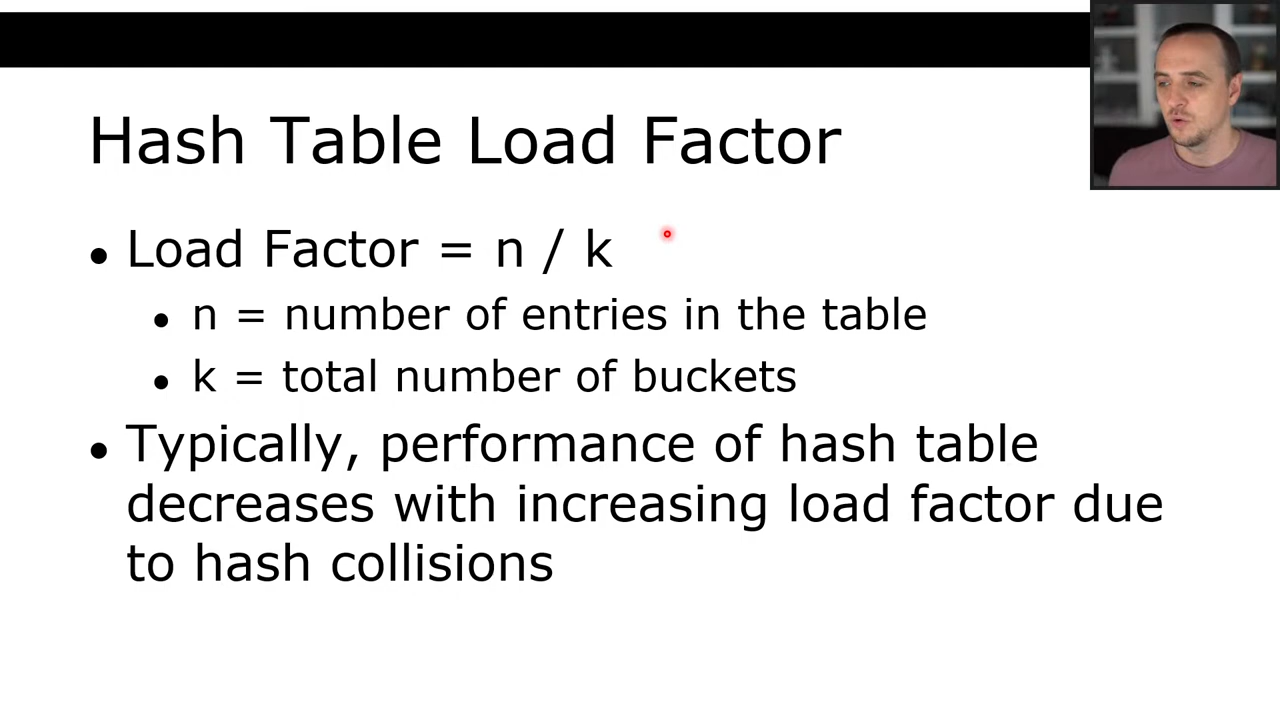 Hash Table Load Factor
• Load Factor = n / k
• n = number of entries in the table
• k = total number of buckets
• Typically, performance of hash table
decreases with increasing load factor due
to hash collisions